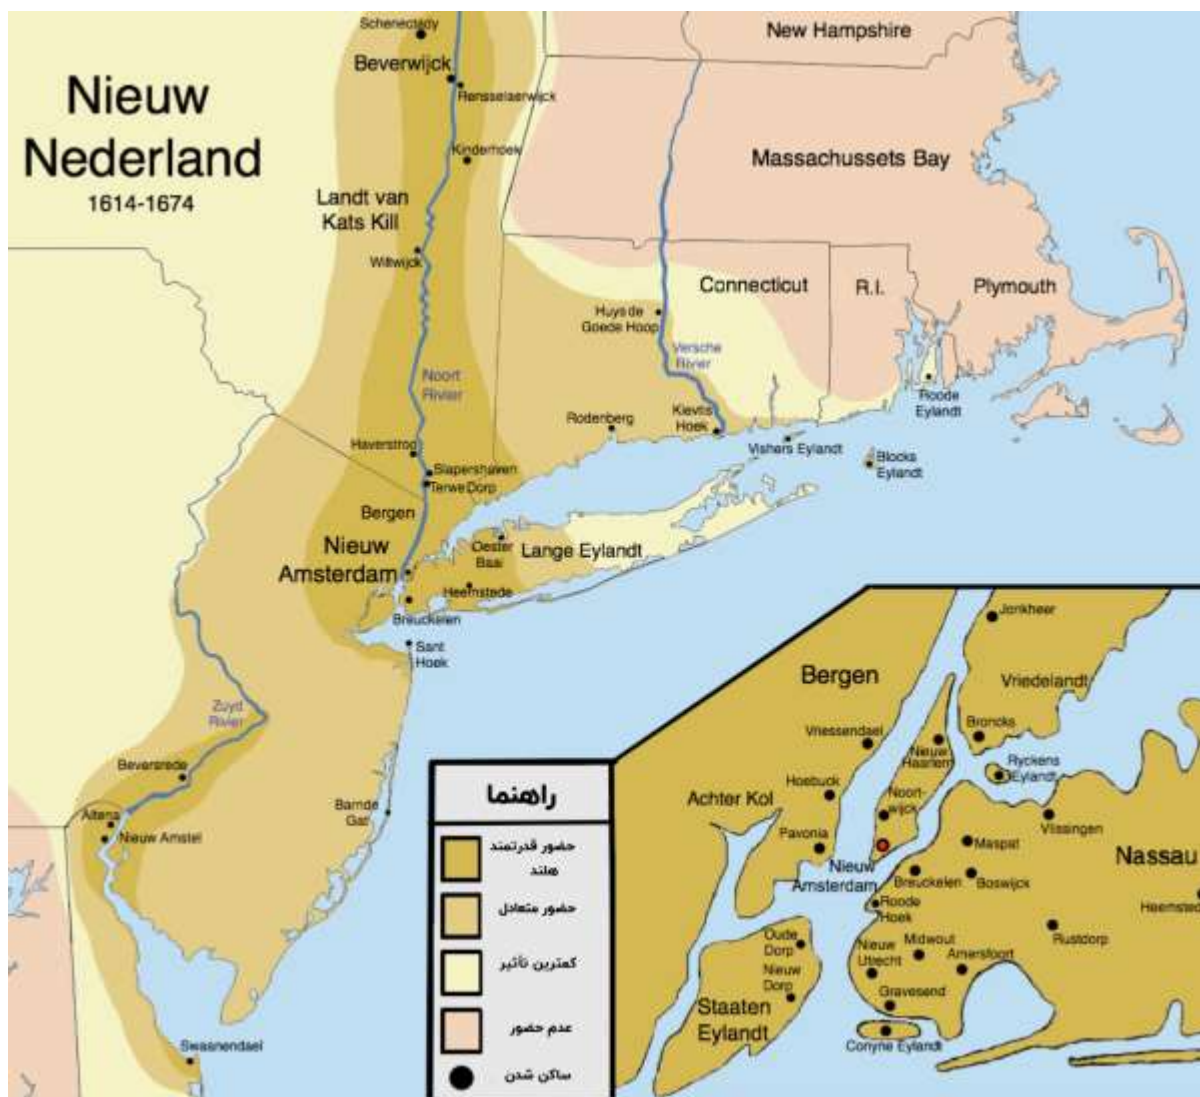 Nieuw
Nederland
1614-1674
Schenectady
Beverwijck
Rensselaerwijck
Kinderhoek
Landt van
Kats Kill
Wiltwijck
Noort
Rivier
Haverstroo
Slapershaven
Terwe Dorp
Bergen
Nieuw
Amsterdam
Oester
Baai
Heemstede
Breuckelen
Lange Eylandt
Sant
Hoek
New Hampshire
Massachussets Bay
Connecticut
R.I.
Plymouth
Huys de
Goede Hoop
Versche
Rivier
Rodenberg
Kievits
Hoek
Vishers Eylandt
Roode
Eylandt
Blocks
Eylandt
Zuyd
Rivier
Beversrede
Altena
Nieuw Amstel
Barnde
Gat
Swaanendael
راهنما
حضور قدرتمند
هلند
حضور متعادل
کمترین تأثیر
عدم حضور
ساکن شدن
Jonkheer
Bergen
Vriedelandt
Vriessendael
Broncks
Nieuw
Haarlem
Ryckens
Eylandt
Hoebuck
Achter Kol
Noort-
wijck
Vlissingen
Pavonia
Maspat
Nassau
Nieuw
Amsterdam
Breuckelen
Boswijck
Heemstede
Roode
Hoek
Oude
Dorp
Midwout
Rustdorp
Nieuw
Utrecht
Amersfoort
Nieuw
Dorp
Gravesend
Staaten
Eylandt
Conyne Eylandt